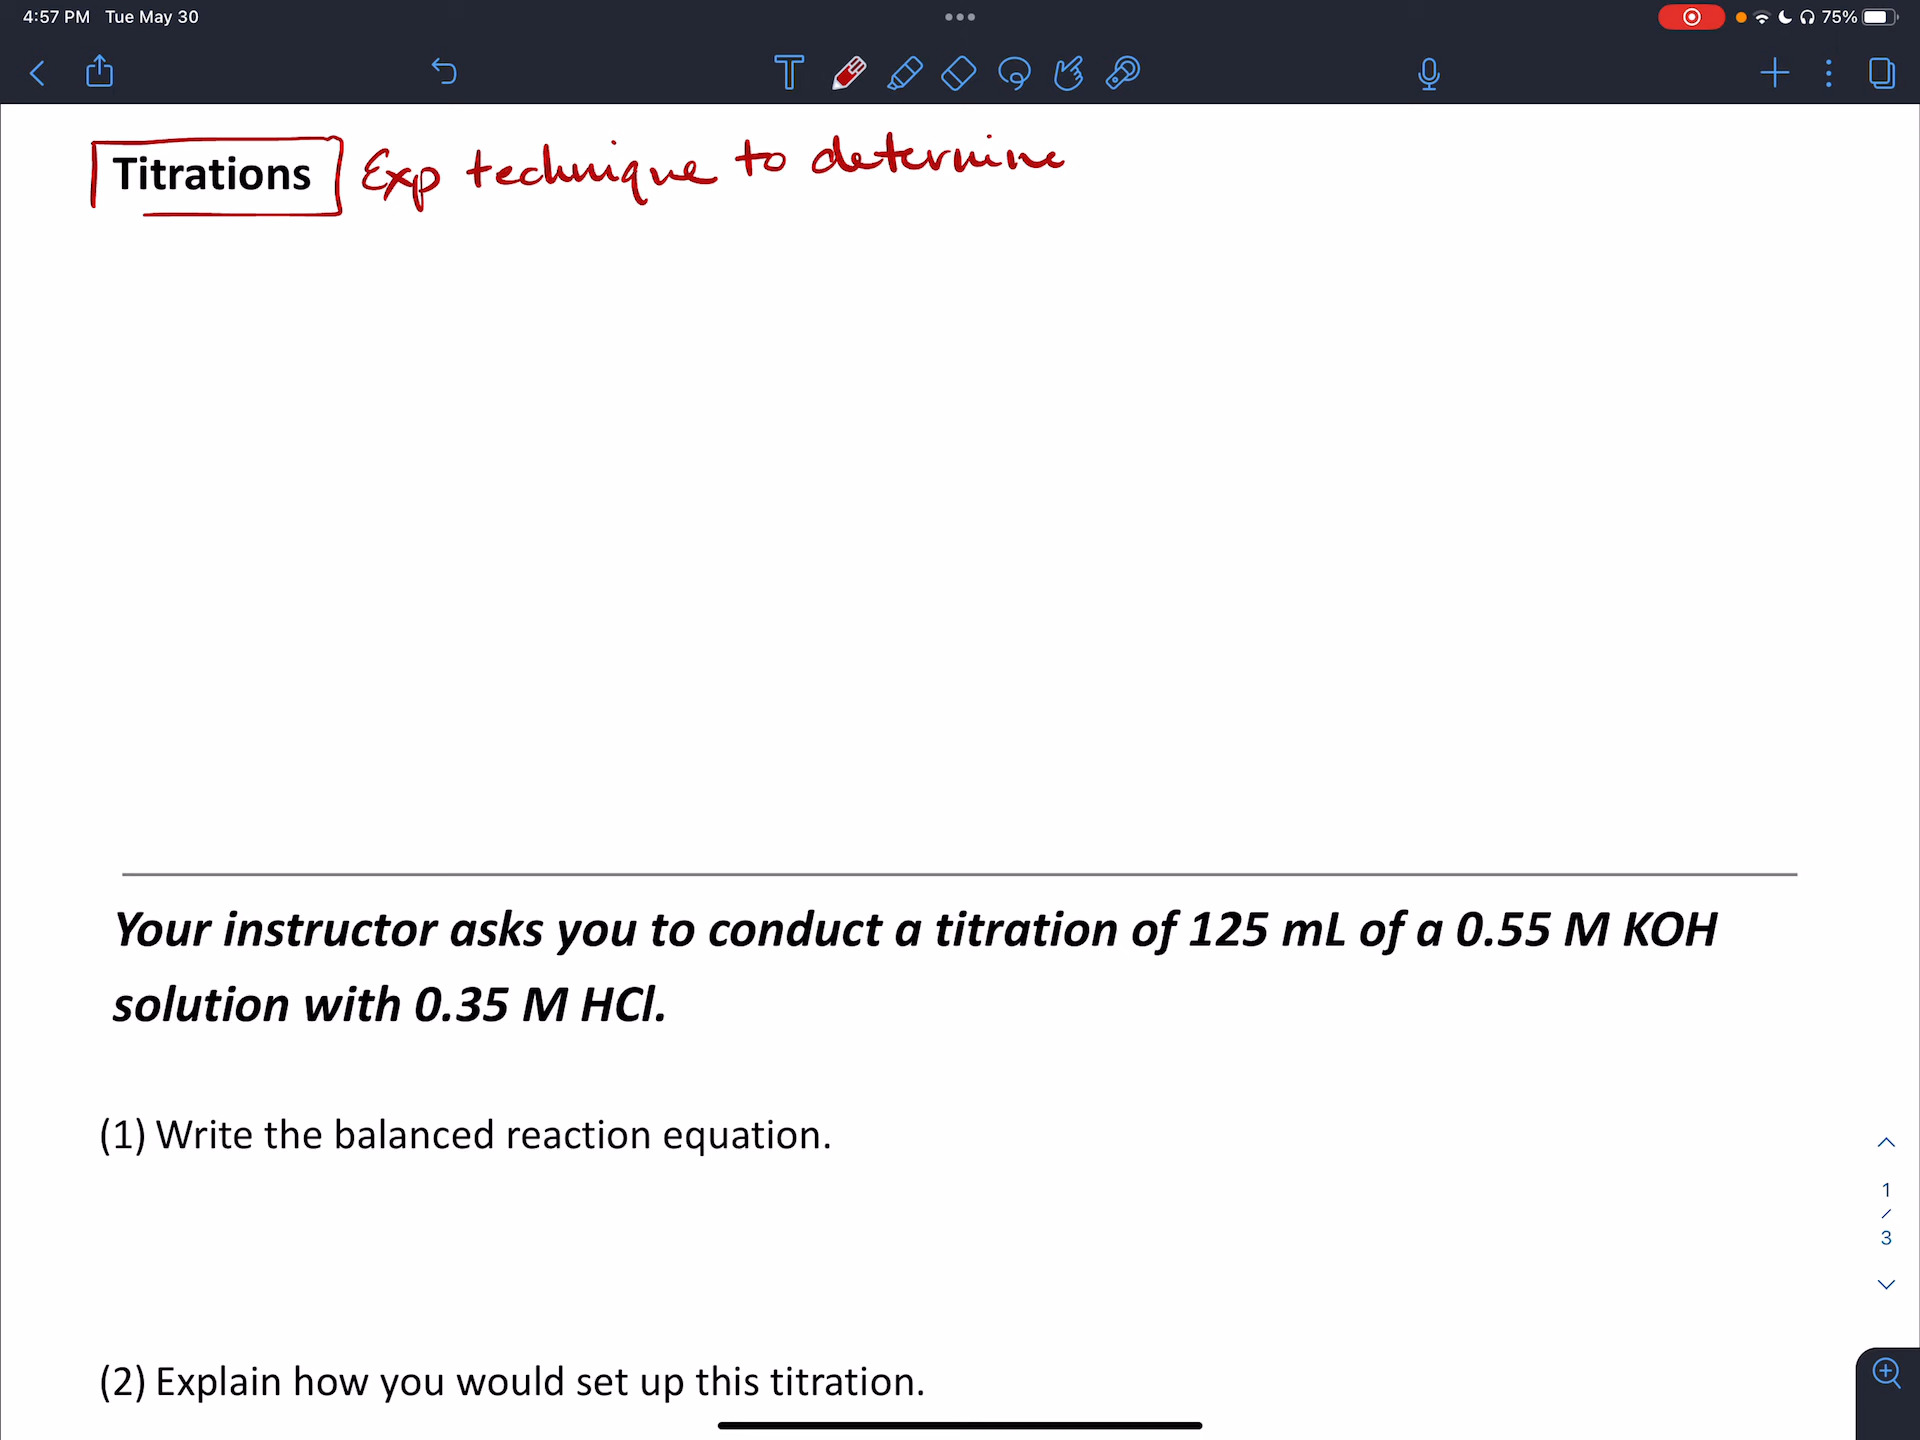 4:57 PM Tue May 30
75%
Titrations Exp technique to determine
Your instructor asks you to conduct a titration of 125 mL of a 0.55 M KOH
solution with 0.35 M HCl.
(1) Write the balanced reaction equation.
1
/
3
(2) Explain how you would set up this titration.